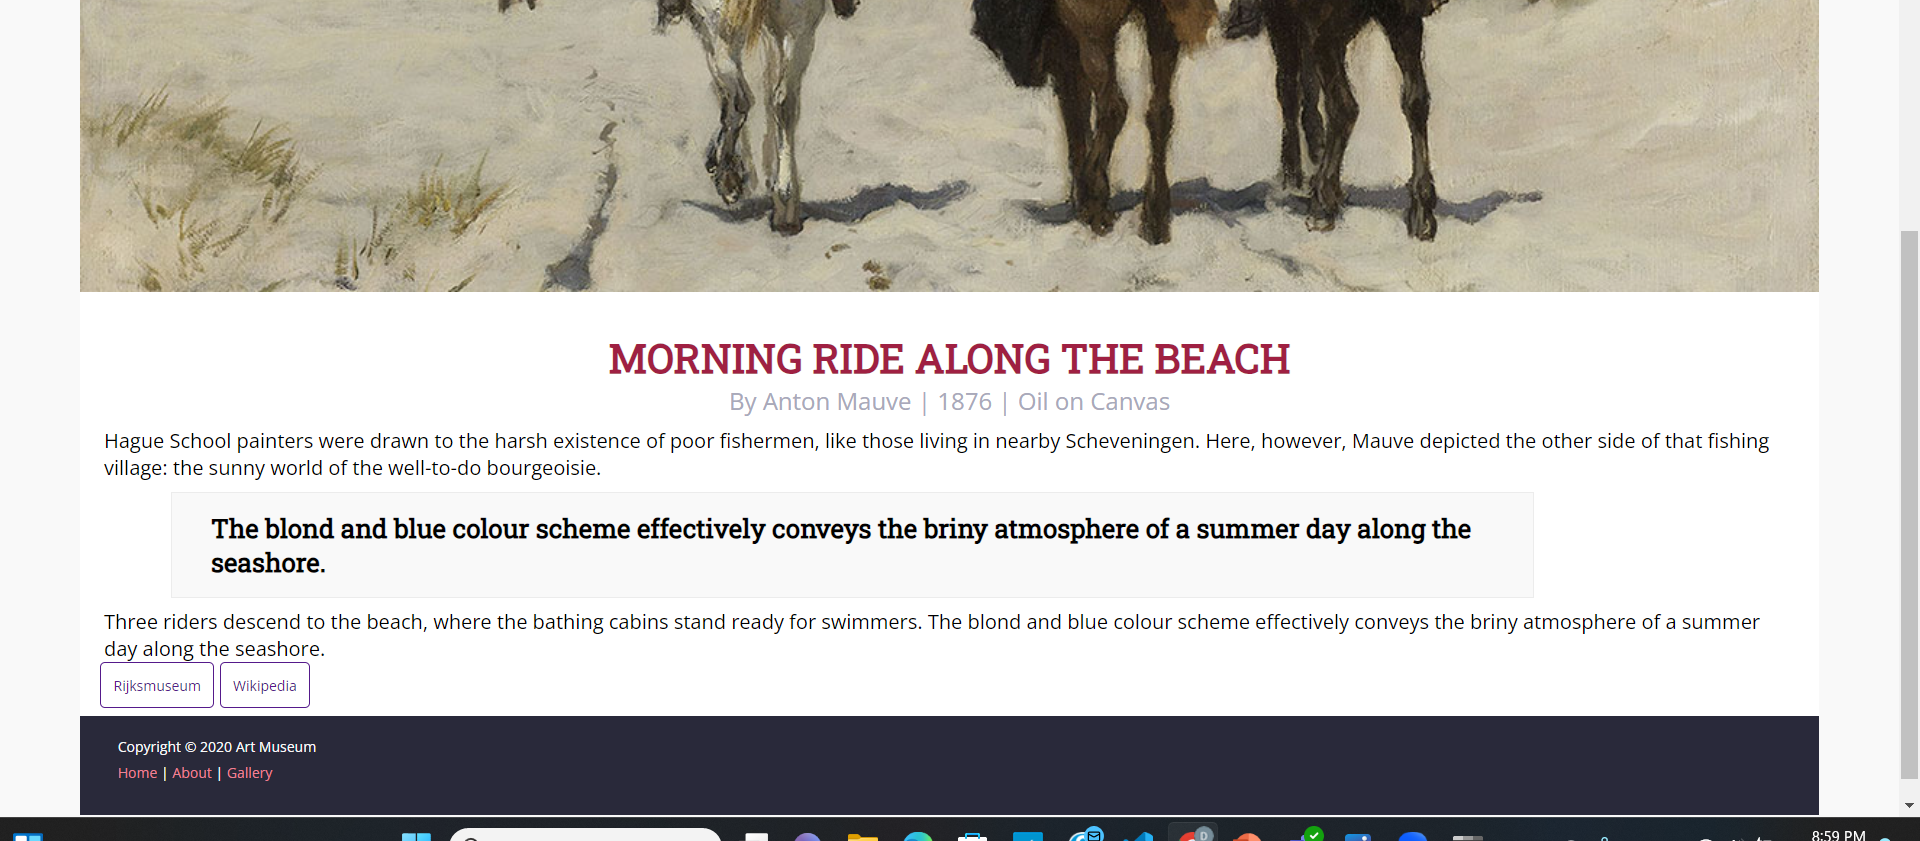 MORNING RIDE ALONG THE BEACH
By Anton Mauve | 1876 | Oil on Canvas
Hague School painters were drawn to the harsh existence of poor fishermen, like those living in nearby Scheveningen. Here, however, Mauve depicted the other side of that fishing
village: the sunny world of the well-to-do bourgeoisie.
The blond and blue colour scheme effectively conveys the briny atmosphere of a summer day along the
seashore.
Three riders descend to the beach, where the bathing cabins stand ready for swimmers. The blond and blue colour scheme effectively conveys the briny atmosphere of a summer
day along the seashore.
Rijksmuseum Wikipedia
Copyright © 2020 Art Museum
Home | About | Gallery
D
8:59 PM